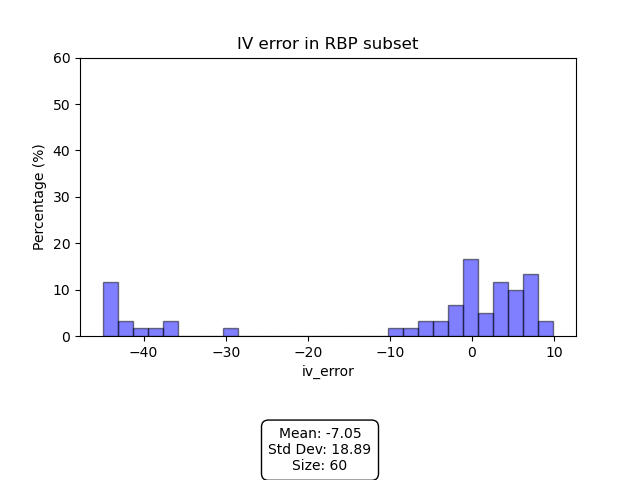 IV error in RBP subset
60
50
40
30
20
10
0
Percentage (%)
−40 −30 −20 −10 0 10
iv_error
Mean: -7.05
Std Dev: 18.89
Size: 60